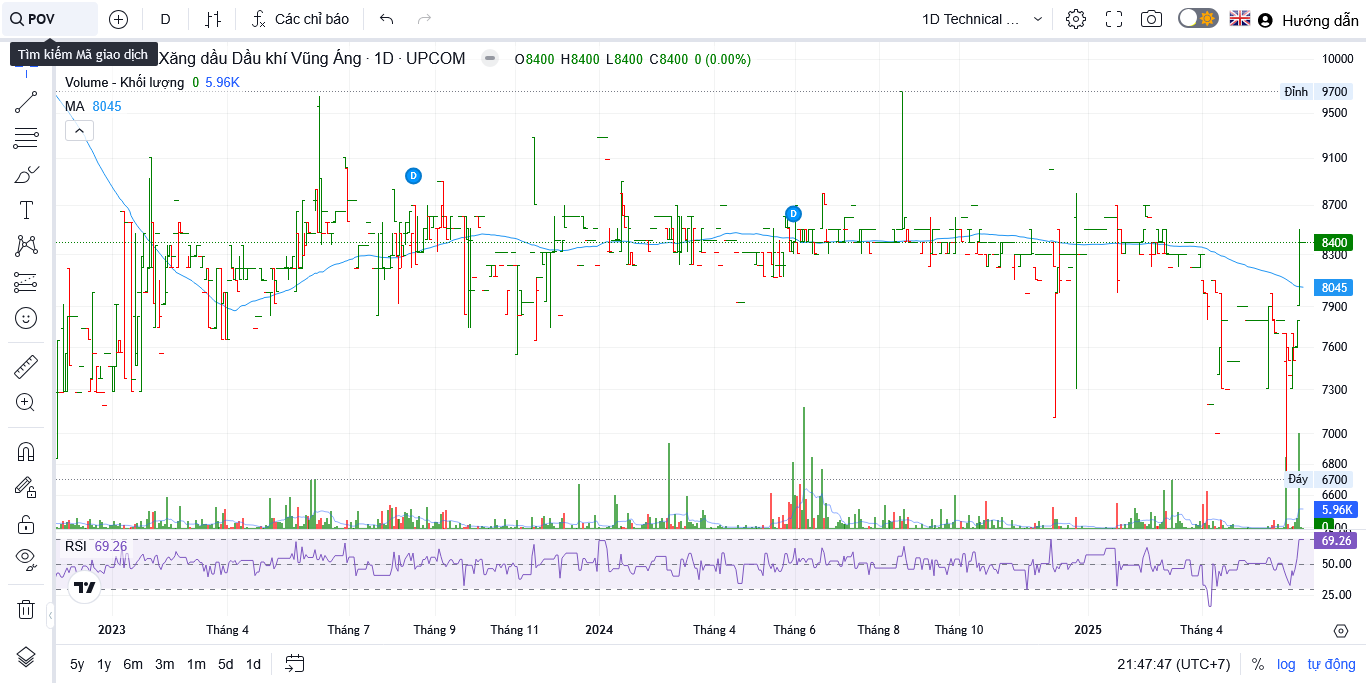 POV
D
Các chỉ báo
1D Technical ...
Hướng dẫn
Tìm kiếm Mã giao dịch
Xăng dầu Dầu khí Vũng Áng · 1D · UPCOM
O8400 H8400 L8400 C8400 0 (0.00%)
Volume - Khối lượng 0 5.96K
MA 8045
D
D
10000
Đỉnh 9700
9500
9100
8700
8400
8300
8045
7900
7600
7300
7000
6800
Đáy 6700
6600
5.96K
0
RSI 69.26
69.26
50.00
25.00
2023 Tháng 4 Tháng 7 Tháng 9 Tháng 11 2024 Tháng 4 Tháng 6 Tháng 8 Tháng 10 2025 Tháng 4
5y 1y 6m 3m 1m 5d 1d
21:47:47 (UTC+7) % log tự động